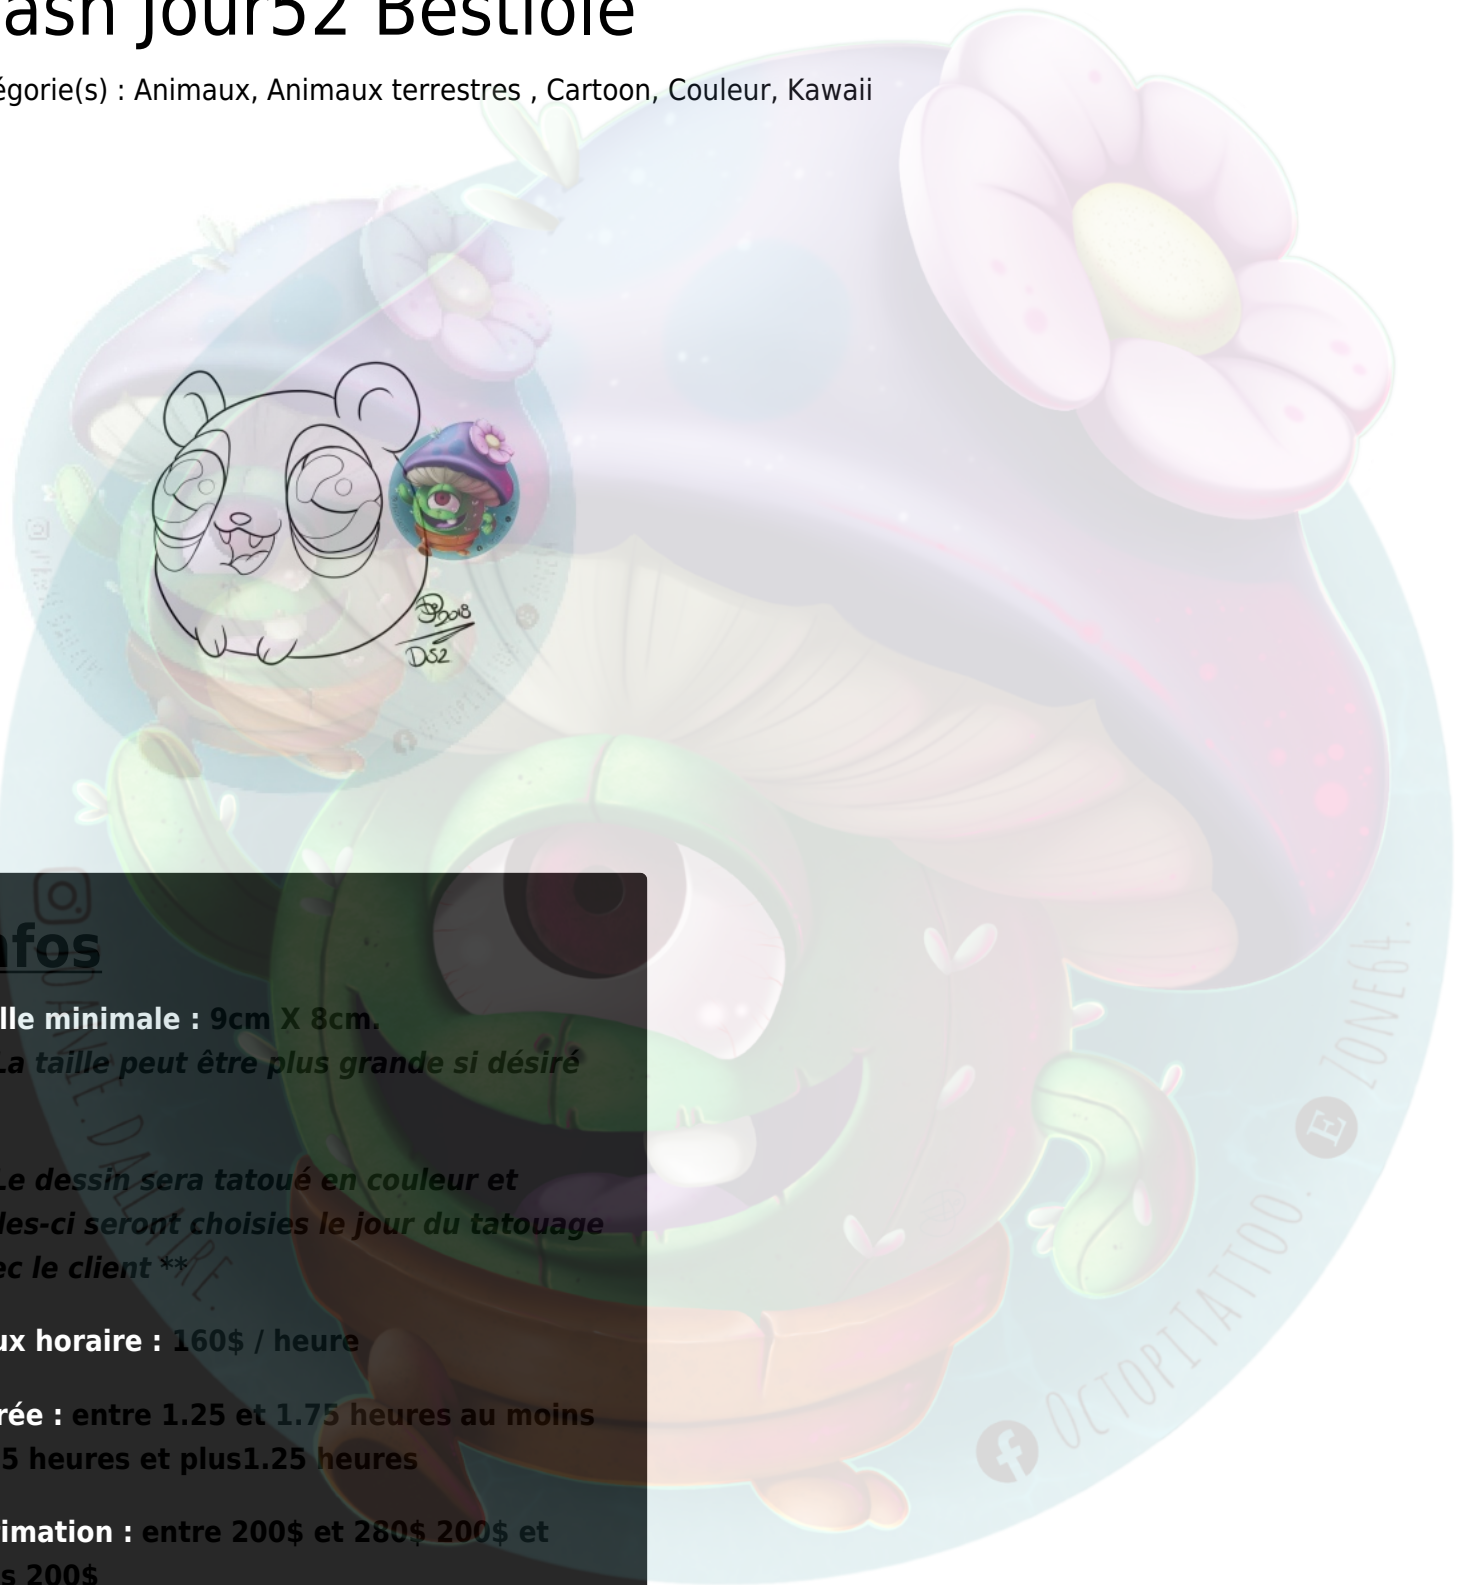 ash Jour52 Bestiole
égorie(s) : Animaux, Animaux terrestres , Cartoon, Couleur, Kawaii
2018
D52
nfos
lle minimale : 9cm X 8cm.
La taille peut être plus grande si désiré
Le dessin sera tatoué en couleur et
les-ci seront choisies le jour du tatouage
ec le client **
ux horaire : 160$ / heure
rée : entre 1.25 et 1.75 heures au moins
5 heures et plus1.25 heures
imation : entre 200$ et 280$ 200$ et
s 200$
DALLAIRE.
OCTOPITATTOO.
E ZONE64.